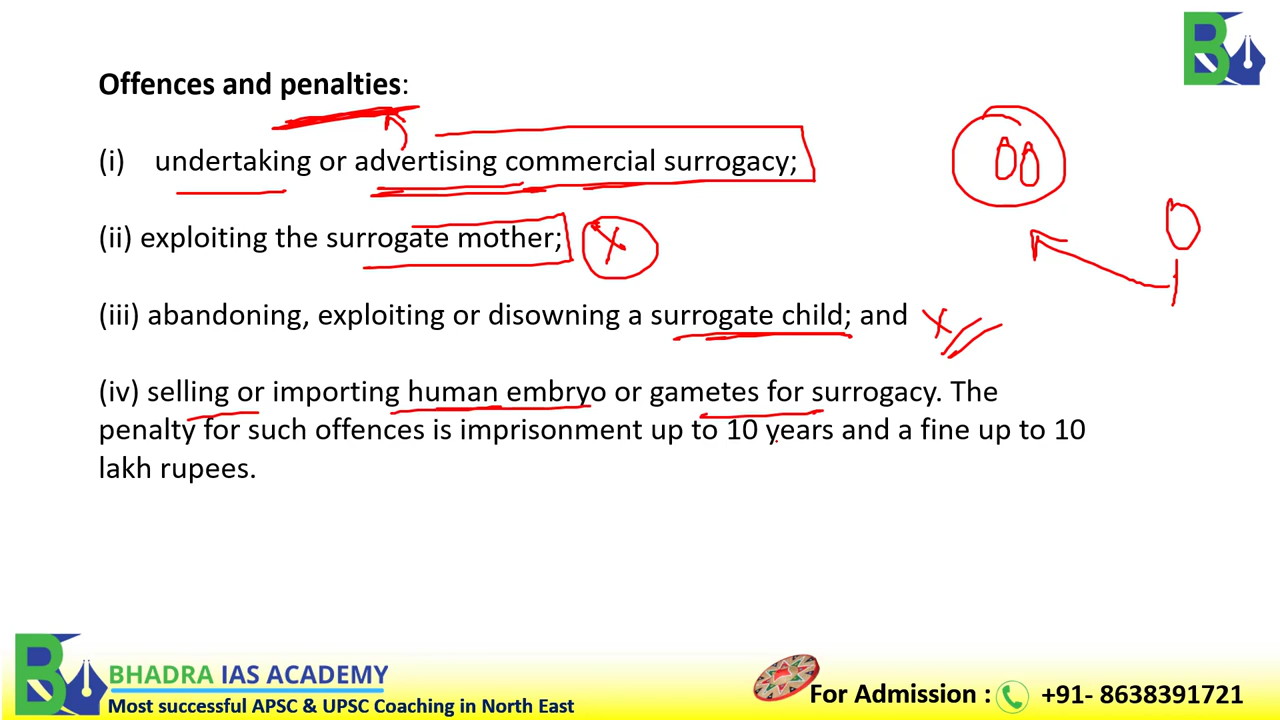 Offences and penalties:
(i) undertaking or advertising commercial surrogacy;
(ii) exploiting the surrogate mother;
(iii) abandoning, exploiting or disowning a surrogate child; and
(iv) selling or importing human embryo or gametes for surrogacy. The
penalty for such offences is imprisonment up to 10 years and a fine up to 10
lakh rupees.
BHADRA IAS ACADEMY
Most successful APSC & UPSC Coaching in North East
For Admission : +91- 8638391721